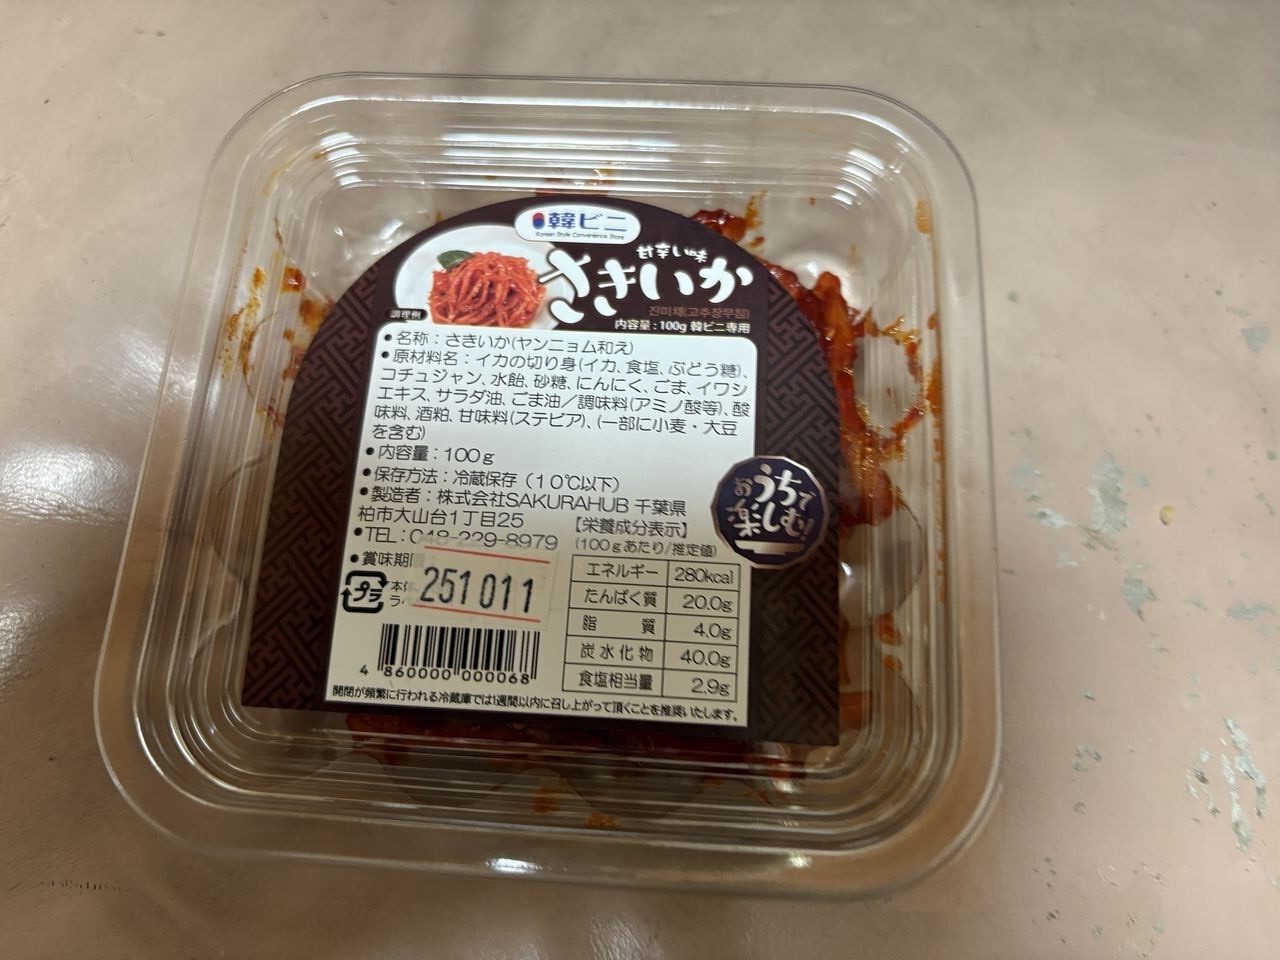 韓ビニ
Korean Style Convenience Store
甘辛い味
さきいか
진미채(고추장무침)
調理例
内容量:100g 韓ビニ専用
• 名称：さきいか(ヤンニョム和え)
• 原材料名：イカの切り身(イカ、食塩、ぶどう糖)、
コチュジャン、水飴、砂糖、にんにく、ごま、イワシ
エキス、サラダ油、ごま油／調味料(アミノ酸等)、酸
味料、酒粕、甘味料(ステビア)、(一部に小麦・大豆
を含む)
• 内容量：100g
• 保存方法：冷蔵保存（10℃以下）
• 製造者：株式会社SAKURAHUB 千葉県
柏市大山台1丁目25
• TEL：048-229-8979
• 賞味期
251011
プラ
本
ラ
4 860000 000068
【栄養成分表示】
(100gあたり/推定値)
エネルギー 280kcal
たんぱく質 20.0g
脂質 4.0g
炭水化物 40.0g
食塩相当量 2.9g
おうちで
楽しむ!
開閉が頻繁に行われる冷蔵庫では1週間以内に召し上がって頂くことを推奨いたします。